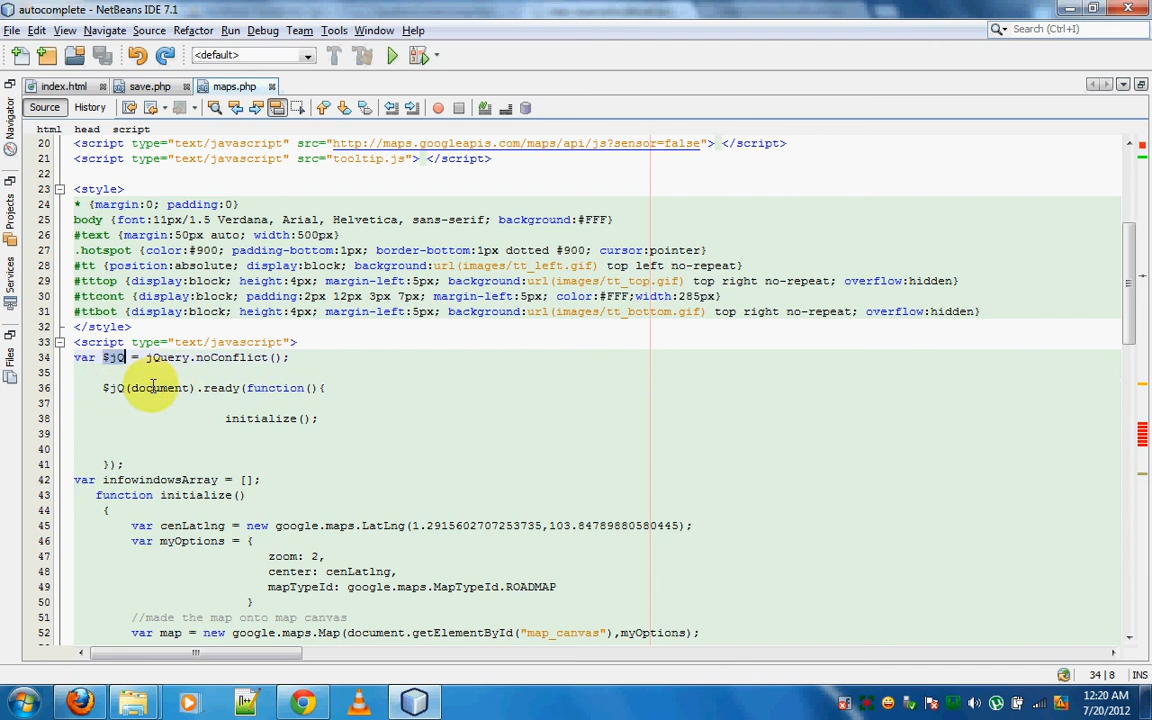 autocomplete - NetBeans IDE 7.1
File Edit View Navigate Source Refactor Run Debug Team Tools Window Help
Search (Ctrl+I)
<default>
index.html save.php maps.php
Source History
html head script
20 <script type="text/javascript" src="http://maps.googleapis.com/maps/api/js?sensor=false"> </script>
21 <script type="text/javascript" src="tooltip.js"> </script>
22
23 <style>
24 * {margin:0; padding:0}
25 body {font:11px/1.5 Verdana, Arial, Helvetica, sans-serif; background:#FFF}
26 #text {margin:50px auto; width:500px}
27 .hotspot {color:#900; padding-bottom:1px; border-bottom:1px dotted #900; cursor:pointer}
28 #tt {position:absolute; display:block; background:url(images/tt_left.gif) top left no-repeat}
29 #tttop {display:block; height:4px; margin-left:5px; background:url(images/tt_top.gif) top right no-repeat; overflow:hidden}
30 #ttcont {display:block; padding:2px 12px 3px 7px; margin-left:5px; color:#FFF;width:285px}
31 #ttbot {display:block; height:4px; margin-left:5px; background:url(images/tt_bottom.gif) top right no-repeat; overflow:hidden}
32 </style>
33 <script type="text/javascript">
34 var $jQ = jQuery.noConflict();
35
36 $jQ(document).ready(function(){
37
38 initialize();
39
40
41 });
42 var infowindowsArray = [];
43 function initialize()
44 {
45 var cenLatlng = new google.maps.LatLng(1.2915602707253735,103.84789880580445);
46 var myOptions = {
47 zoom: 2,
48 center: cenLatlng,
49 mapTypeId: google.maps.MapTypeId.ROADMAP
50 }
51 //made the map onto map canvas
52 var map = new google.maps.Map(document.getElementById("map_canvas"),myOptions);
Navigator
Projects
Services
Files
34 | 8 INS
12:20 AM
7/20/2012